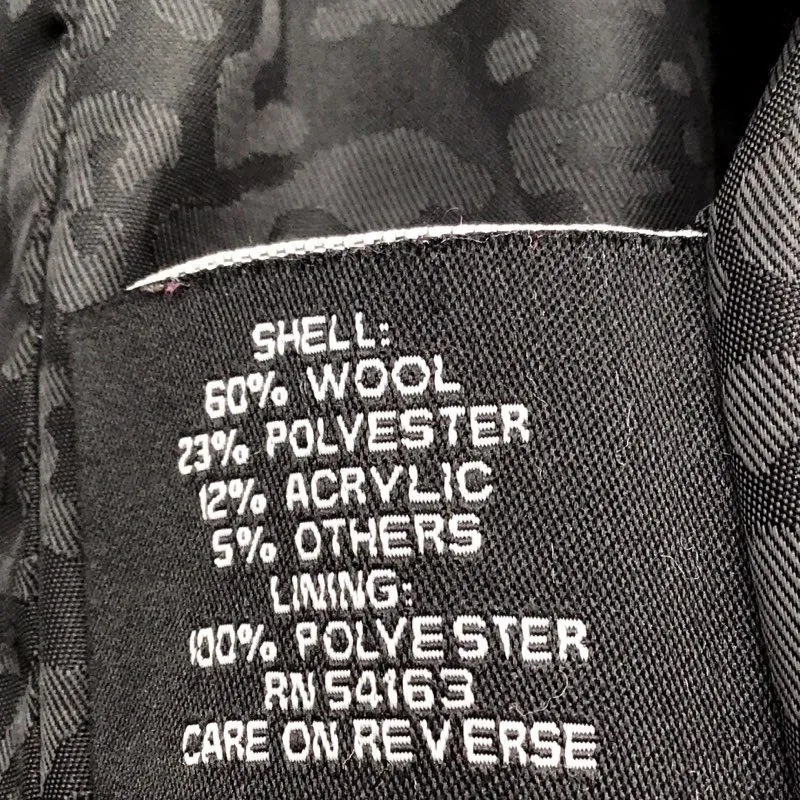 SHELL:
60% WOOL
23% POLYESTER
12% ACRYLIC
5% OTHERS
LINING:
100% POLYESTER
RN 54163
CARE ON REVERSE